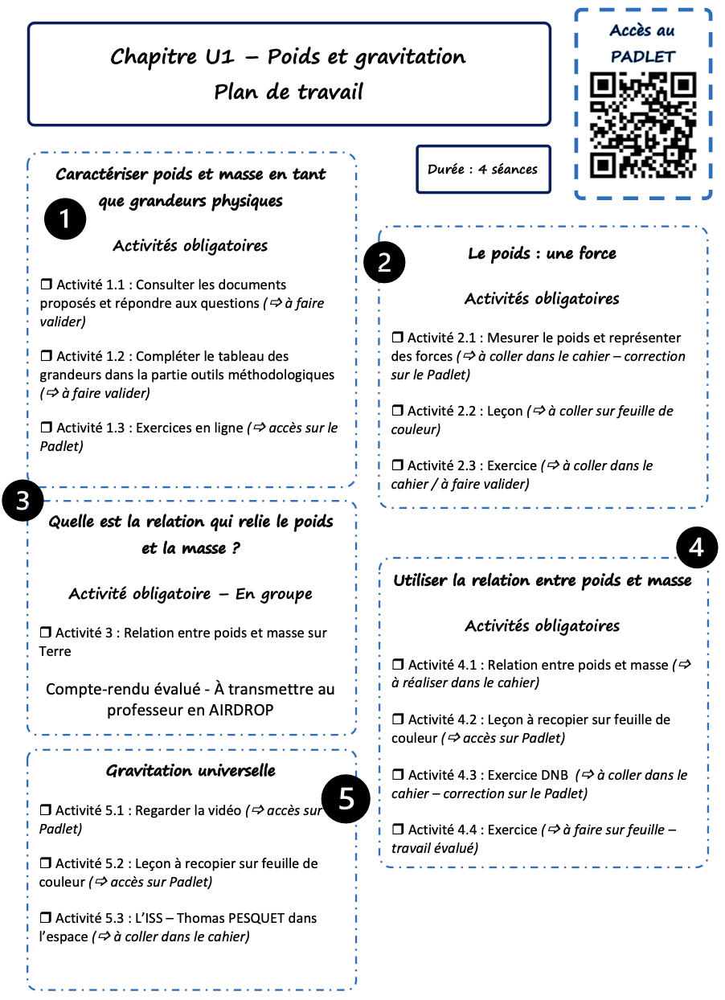 Chapitre U1 – Poids et gravitation
Plan de travail
Accès au
PADLET
Durée : 4 séances
1
Caractériser poids et masse en tant
que grandeurs physiques
Activités obligatoires
❒ Activité 1.1 : Consulter les documents
proposés et répondre aux questions (⇨ à faire
valider)
❒ Activité 1.2 : Compléter le tableau des
grandeurs dans la partie outils méthodologiques
(⇨ à faire valider)
❒ Activité 1.3 : Exercices en ligne (⇨ accès sur le
Padlet)
2
Le poids : une force
Activités obligatoires
❒ Activité 2.1 : Mesurer le poids et représenter
des forces (⇨ à coller dans le cahier – correction
sur le Padlet)
❒ Activité 2.2 : Leçon (⇨ à coller sur feuille de
couleur)
❒ Activité 2.3 : Exercice (⇨ à coller dans le
cahier / à faire valider)
3
Quelle est la relation qui relie le poids
et la masse ?
Activité obligatoire – En groupe
❒ Activité 3 : Relation entre poids et masse sur
Terre
Compte-rendu évalué - À transmettre au
professeur en AIRDROP
4
Utiliser la relation entre poids et masse
Activités obligatoires
❒ Activité 4.1 : Relation entre poids et masse (⇨
à réaliser dans le cahier)
❒ Activité 4.2 : Leçon à recopier sur feuille de
couleur (⇨ accès sur Padlet)
❒ Activité 4.3 : Exercice DNB (⇨ à coller dans le
cahier – correction sur le Padlet)
❒ Activité 4.4 : Exercice (⇨ à faire sur feuille –
travail évalué)
5
Gravitation universelle
❒ Activité 5.1 : Regarder la vidéo (⇨ accès sur
Padlet)
❒ Activité 5.2 : Leçon à recopier sur feuille de
couleur (⇨ accès sur Padlet)
❒ Activité 5.3 : L’ISS – Thomas PESQUET dans
l’espace (⇨ à coller dans le cahier)